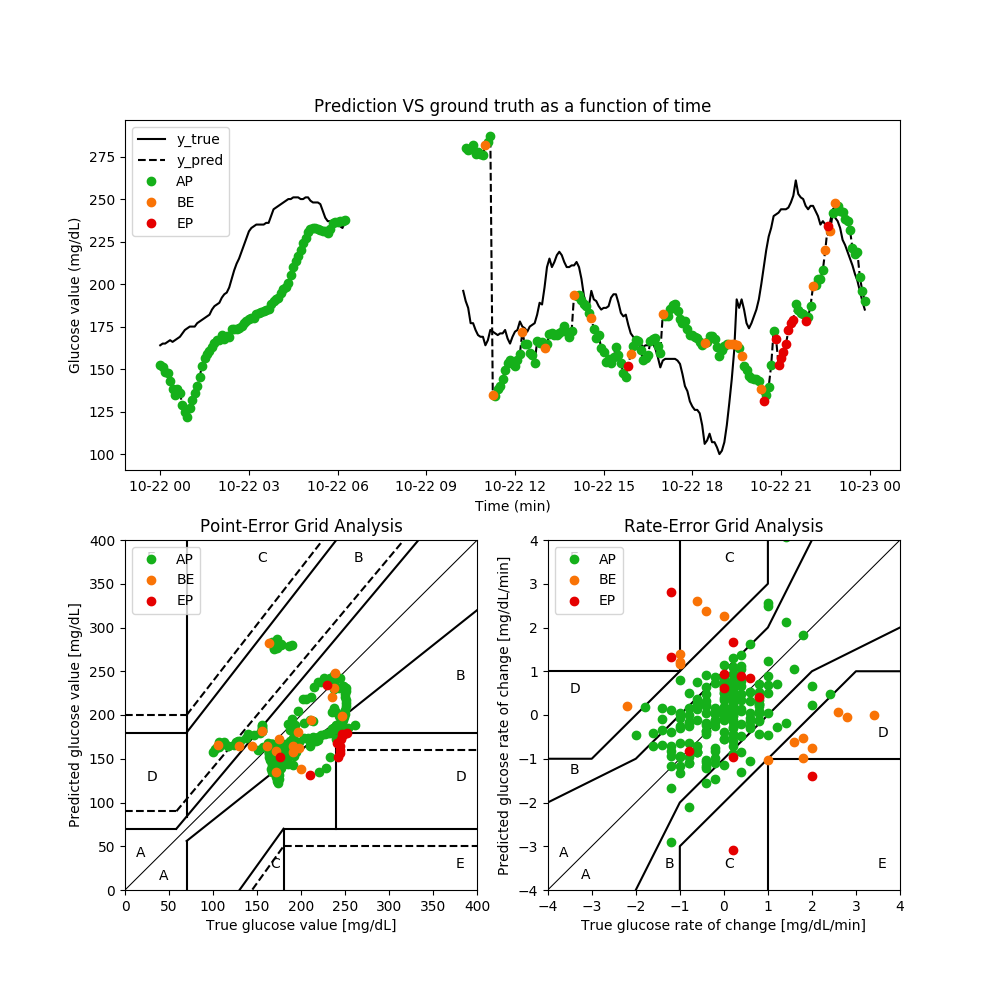 Prediction VS ground truth as a function of time
y_true
y_pred
AP
BE
EP
Glucose value (mg/dL)
275
250
225
200
175
150
125
100
10-22 00 10-22 03 10-22 06 10-22 09 10-22 12 10-22 15 10-22 18 10-22 21 10-23 00
Time (min)
Point-Error Grid Analysis
Predicted glucose value [mg/dL]
400
350
300
250
200
150
100
50
0
AP
BE
EP
C
B
B
D
D
A
A
C
E
0 50 100 150 200 250 300 350 400
True glucose value [mg/dL]
Rate-Error Grid Analysis
Predicted glucose rate of change [mg/dL/min]
4
3
2
1
0
−1
−2
−3
−4
AP
BE
EP
C
D
D
B
A
A
B
C
E
−4 −3 −2 −1 0 1 2 3 4
True glucose rate of change [mg/dL/min]